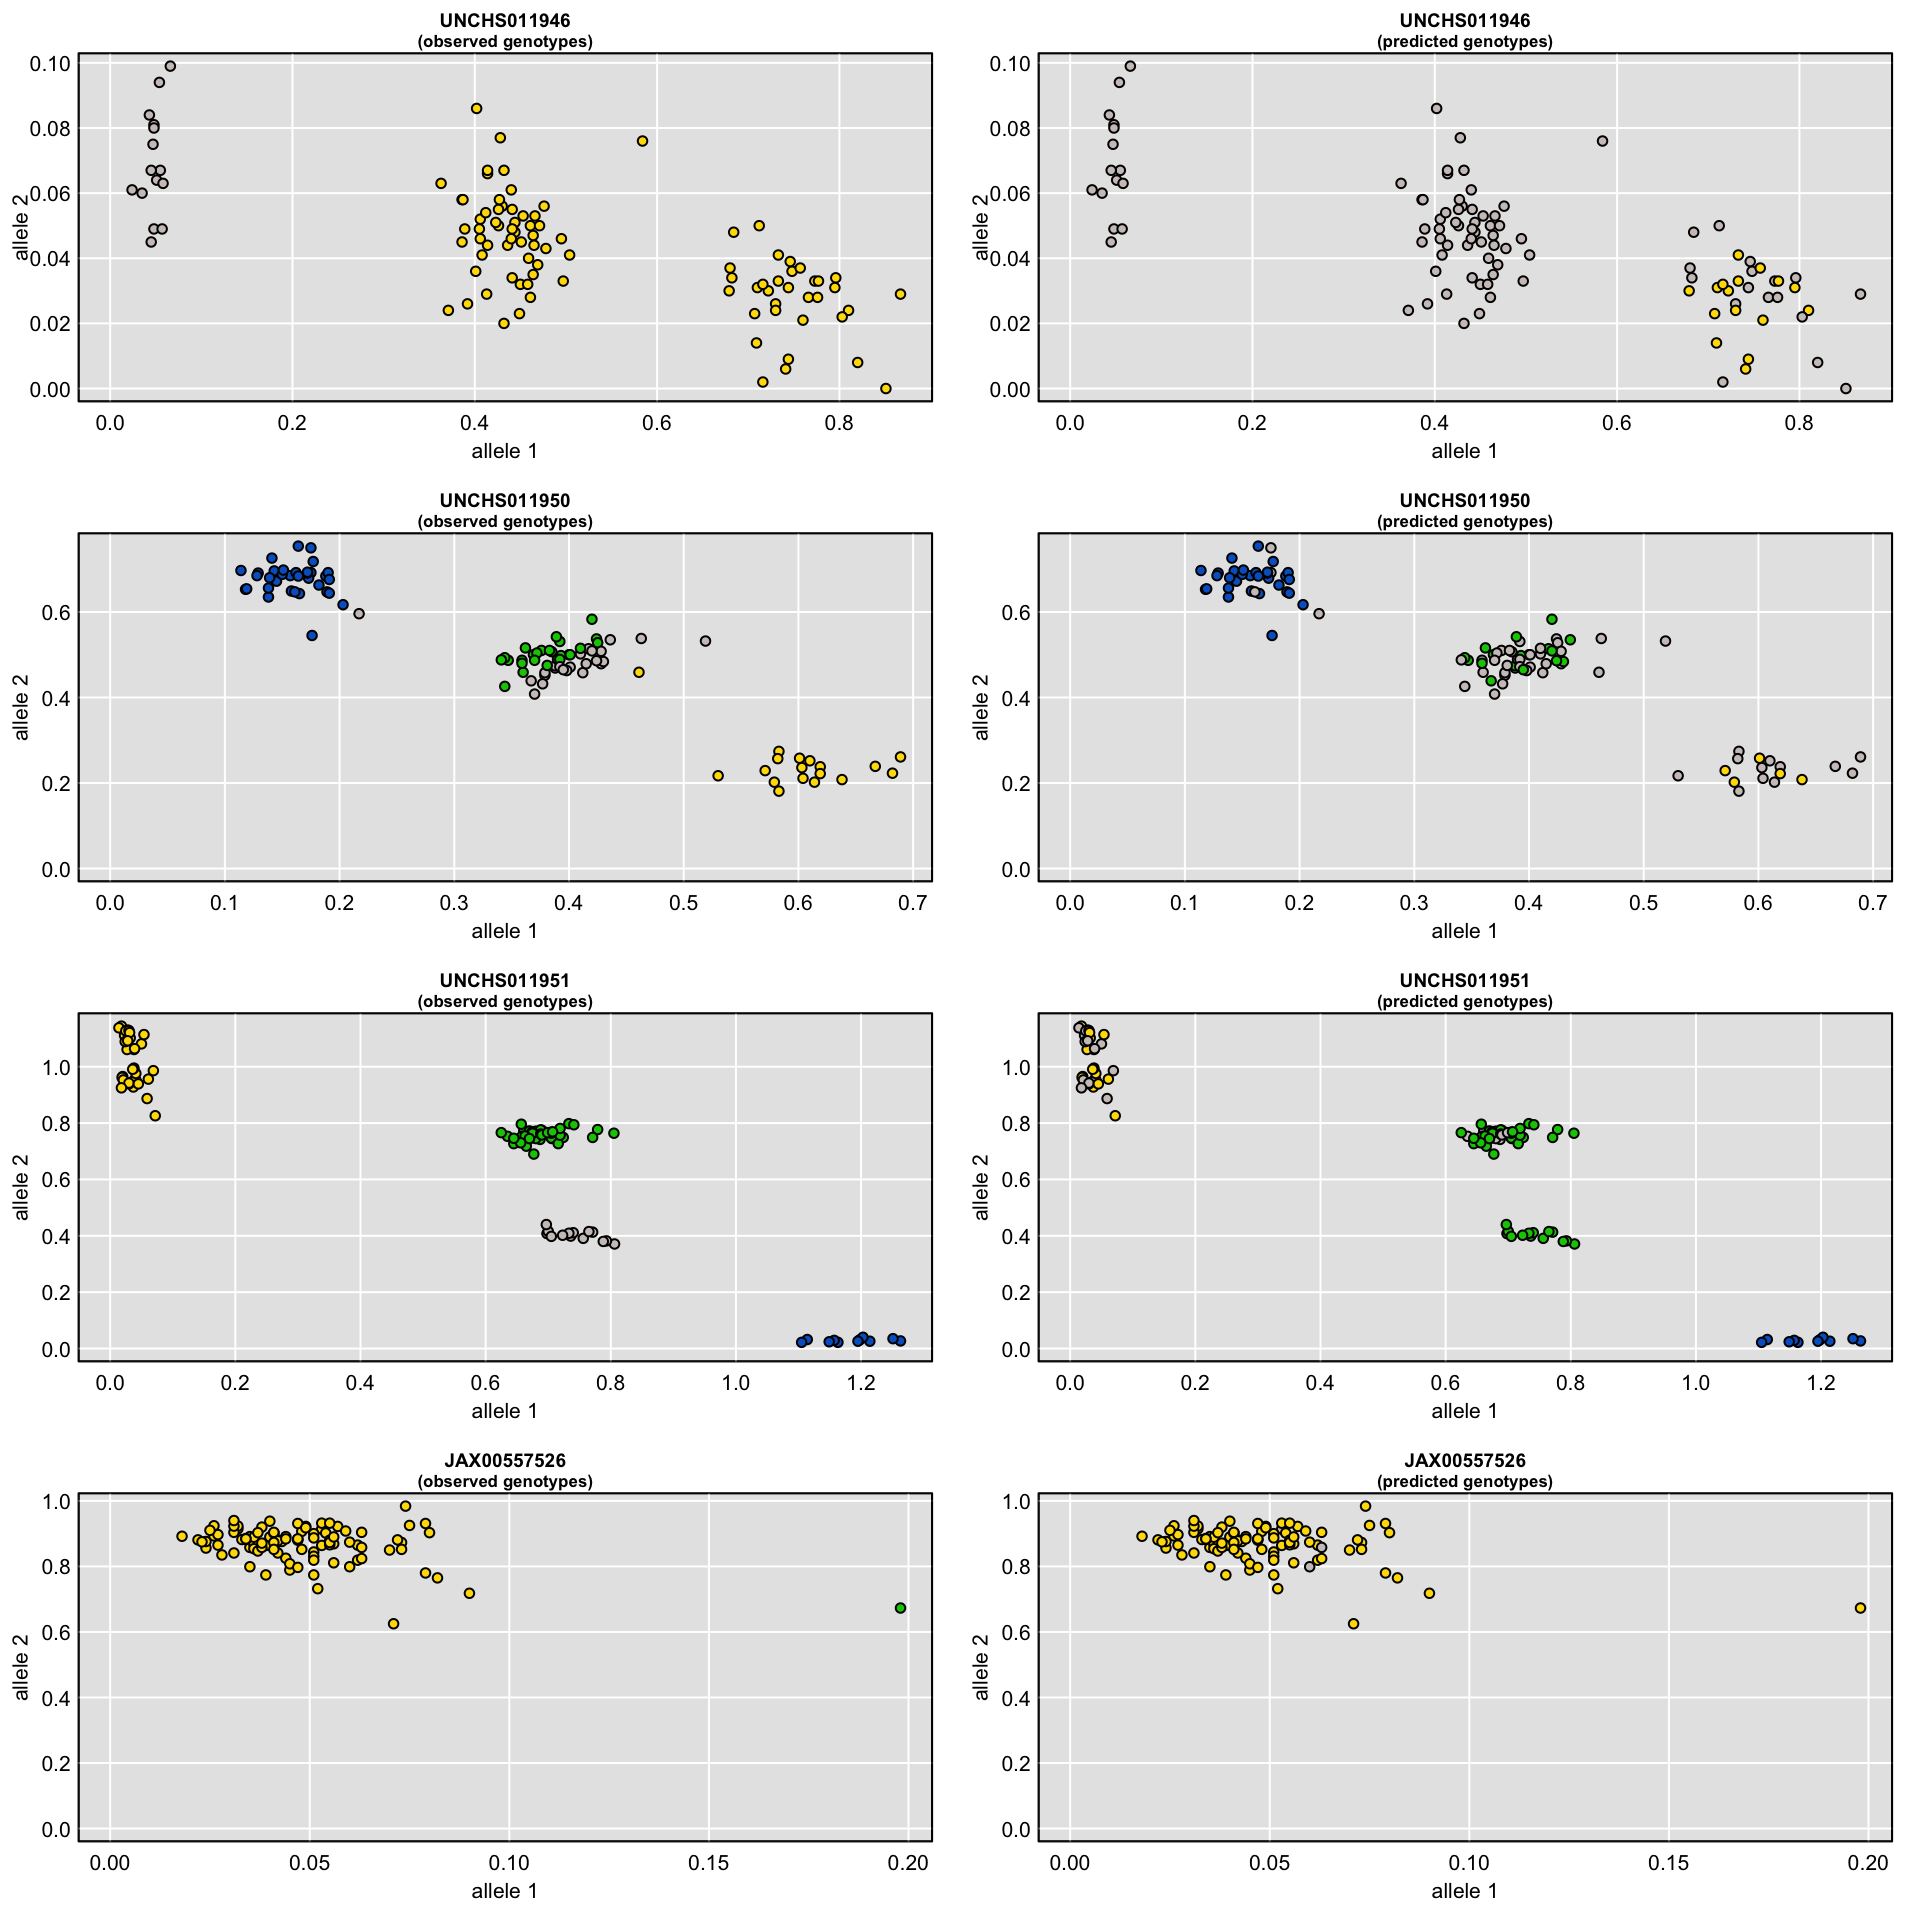 UNCHS011946
(observed genotypes)
0.10
0.08
0.06
0.04
0.02
0.00
allele 2
0.0 0.2 0.4 0.6 0.8
allele 1
UNCHS011946
(predicted genotypes)
0.10
0.08
0.06
0.04
0.02
0.00
allele 2
0.0 0.2 0.4 0.6 0.8
allele 1
UNCHS011950
(observed genotypes)
0.6
0.4
0.2
0.0
allele 2
0.0 0.1 0.2 0.3 0.4 0.5 0.6 0.7
allele 1
UNCHS011950
(predicted genotypes)
0.6
0.4
0.2
0.0
allele 2
0.0 0.1 0.2 0.3 0.4 0.5 0.6 0.7
allele 1
UNCHS011951
(observed genotypes)
1.0
0.8
0.6
0.4
0.2
0.0
allele 2
0.0 0.2 0.4 0.6 0.8 1.0 1.2
allele 1
UNCHS011951
(predicted genotypes)
1.0
0.8
0.6
0.4
0.2
0.0
allele 2
0.0 0.2 0.4 0.6 0.8 1.0 1.2
allele 1
JAX00557526
(observed genotypes)
1.0
0.8
0.6
0.4
0.2
0.0
allele 2
0.00 0.05 0.10 0.15 0.20
allele 1
JAX00557526
(predicted genotypes)
1.0
0.8
0.6
0.4
0.2
0.0
allele 2
0.00 0.05 0.10 0.15 0.20
allele 1